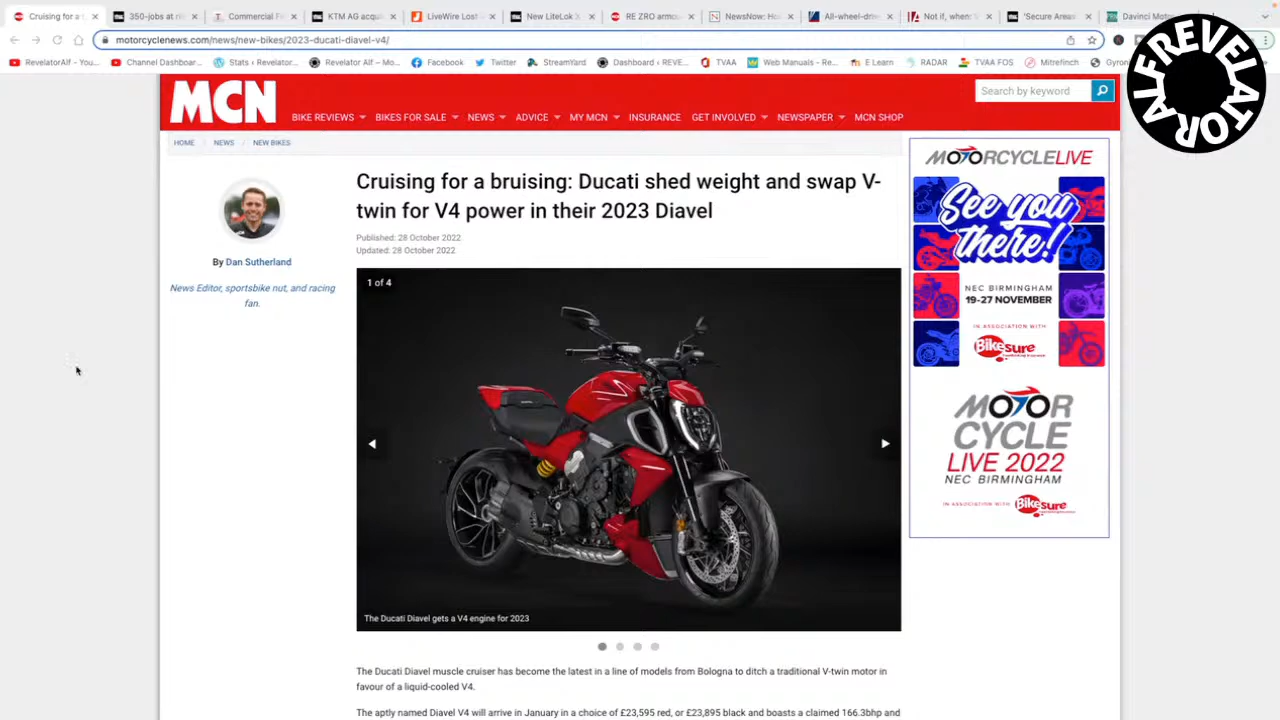 Cruising for a
350-jobs at ri
Commercial Fi
KTM AG acqui
LiveWire Lost
New LiteLok X
RE ZRO armou
NewsNow: Ho
All-wheel-driv
Not if, when: V
'Secure Areas
Davinci Moto
motorcyclenews.com/news/new-bikes/2023-ducati-diavel-v4/
RevelatorAlf - You...
Channel Dashboar...
Stats ‹ Revelator...
Revelator Alf – Mo...
Facebook
Twitter
StreamYard
Dashboard ‹ REVE...
TVAA
Web Manuals - Re...
E Learn
RADAR
TVAA FOS
Mitrefinch
Gyron
ALFREVELATOR
MCN
Search by keyword
BIKE REVIEWS
BIKES FOR SALE
NEWS
ADVICE
MY MCN
INSURANCE
GET INVOLVED
NEWSPAPER
MCN SHOP
HOME
NEWS
NEW BIKES
Cruising for a bruising: Ducati shed weight and swap V-
twin for V4 power in their 2023 Diavel
Published: 28 October 2022
Updated: 28 October 2022
By Dan Sutherland
News Editor, sportsbike nut, and racing
fan.
1 of 4
The Ducati Diavel gets a V4 engine for 2023
The Ducati Diavel muscle cruiser has become the latest in a line of models from Bologna to ditch a traditional V-twin motor in
favour of a liquid-cooled V4.
The aptly named Diavel V4 will arrive in January in a choice of £23,595 red, or £23,895 black and boasts a claimed 166.3bhp and
MOTORCYCLELIVE
See you
there!
NEC BIRMINGHAM
19-27 NOVEMBER
IN ASSOCIATION WITH
Bikesure
MOTOR
CYCLE
LIVE 2022
NEC BIRMINGHAM
IN ASSOCIATION WITH Bikesure